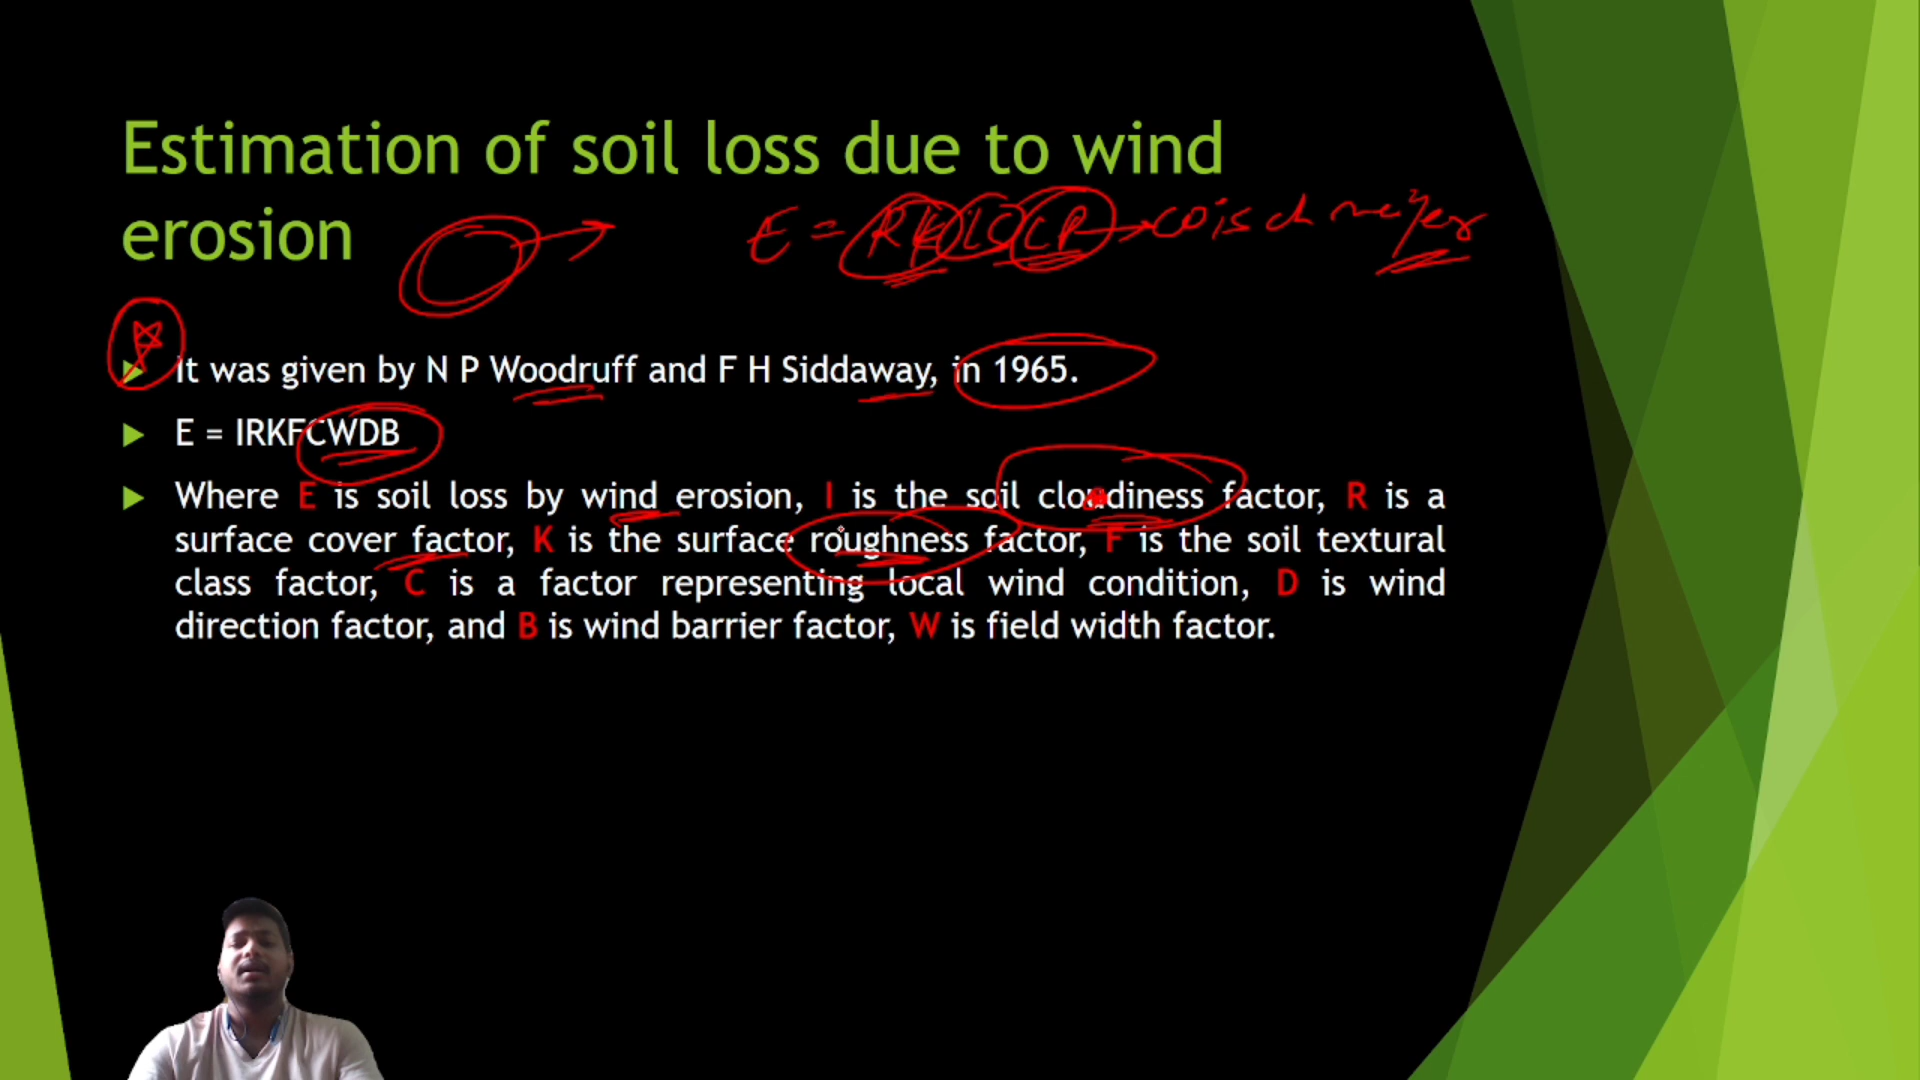 Estimation of soil loss due to wind
erosion
E = RKLSCP → wischmeyer
It was given by N P Woodruff and F H Siddaway, in 1965.
E = IRKFCWDB
Where E is soil loss by wind erosion, I is the soil cloudiness factor, R is a
surface cover factor, K is the surface roughness factor, F is the soil textural
class factor, C is a factor representing local wind condition, D is wind
direction factor, and B is wind barrier factor, W is field width factor.